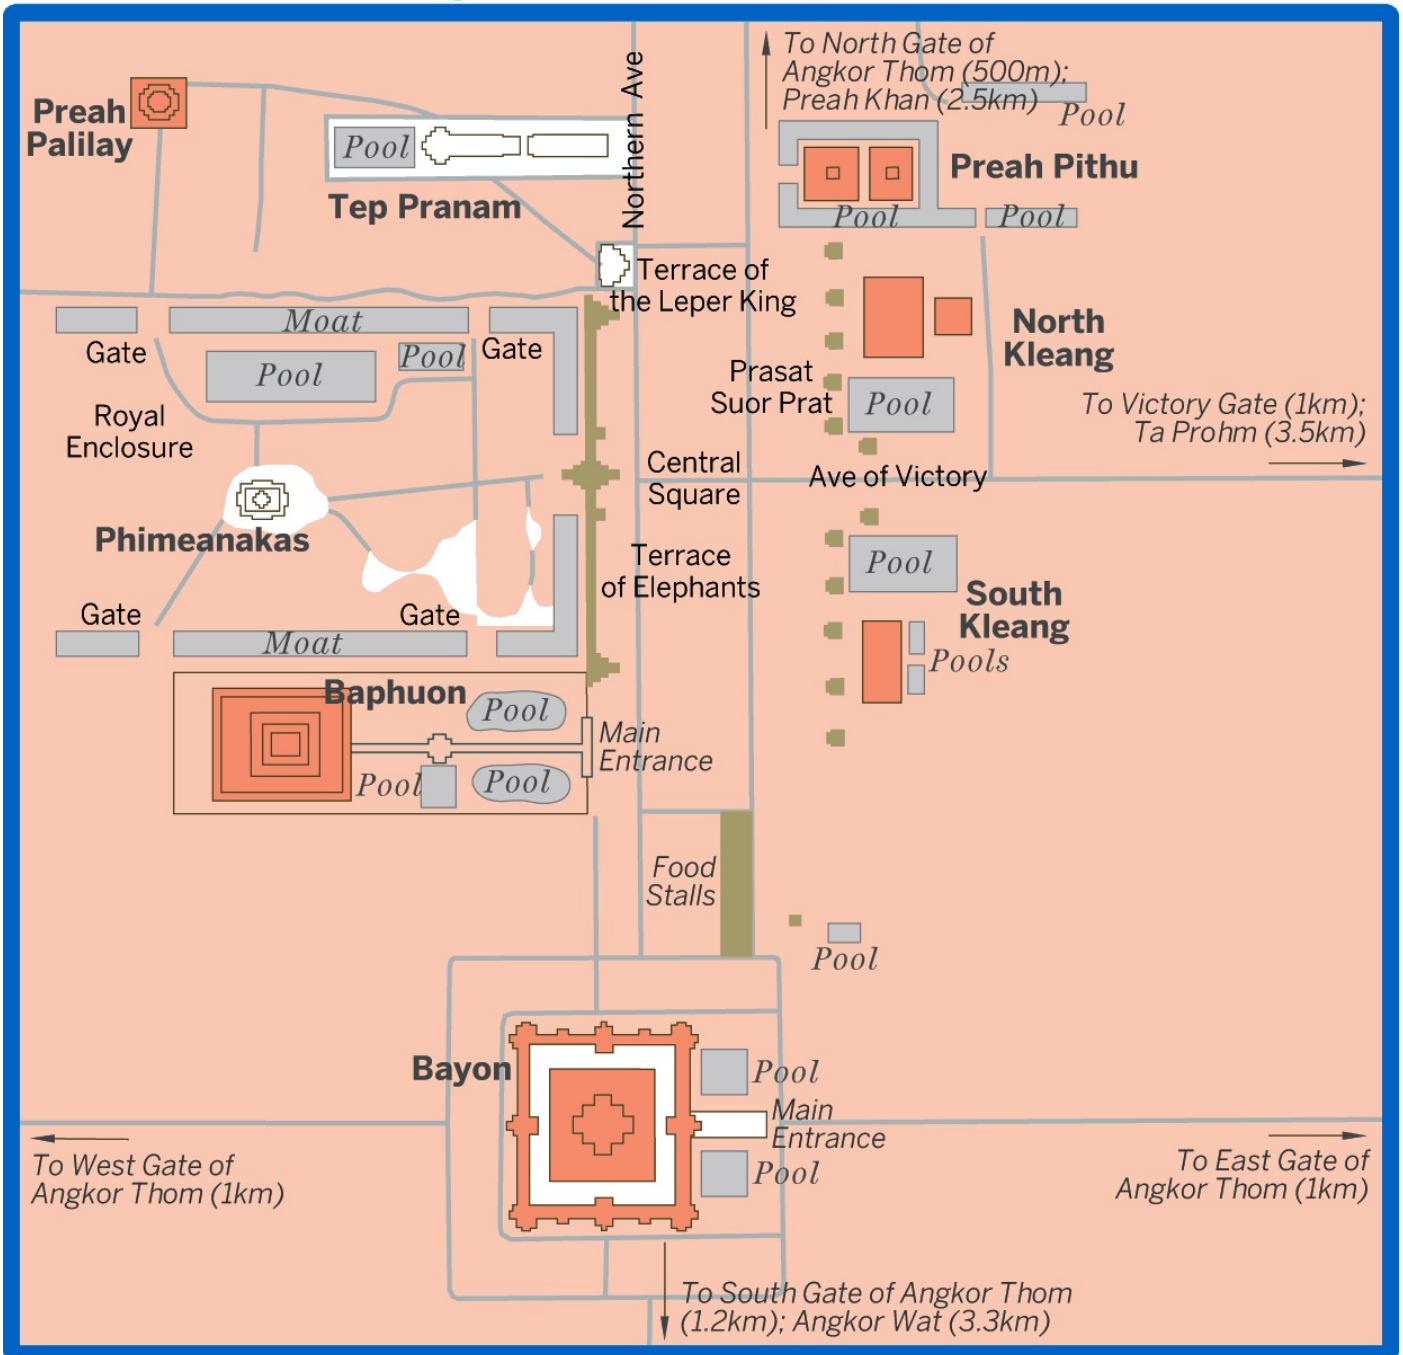 To North Gate of
Angkor Thom (500m);
Preah Khan (2.5km)
Pool
Northern Ave
Preah
Palilay
Pool
Tep Pranam
Preah Pithu
Pool
Pool
Terrace of
the Leper King
Moat
Gate
Pool
Pool
Gate
North
Kleang
Prasat
Suor Prat
Pool
To Victory Gate (1km);
Ta Prohm (3.5km)
Royal
Enclosure
Central
Square
Ave of Victory
Phimeanakas
Terrace
of Elephants
Pool
South
Kleang
Gate
Gate
Moat
Pools
Baphuon
Pool
Main
Entrance
Pool
Pool
Food
Stalls
Pool
Bayon
Pool
Main
Entrance
Pool
To West Gate of
Angkor Thom (1km)
To East Gate of
Angkor Thom (1km)
To South Gate of Angkor Thom
(1.2km); Angkor Wat (3.3km)